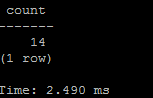 count
-------
14
(1 row)
Time: 2.490 ms